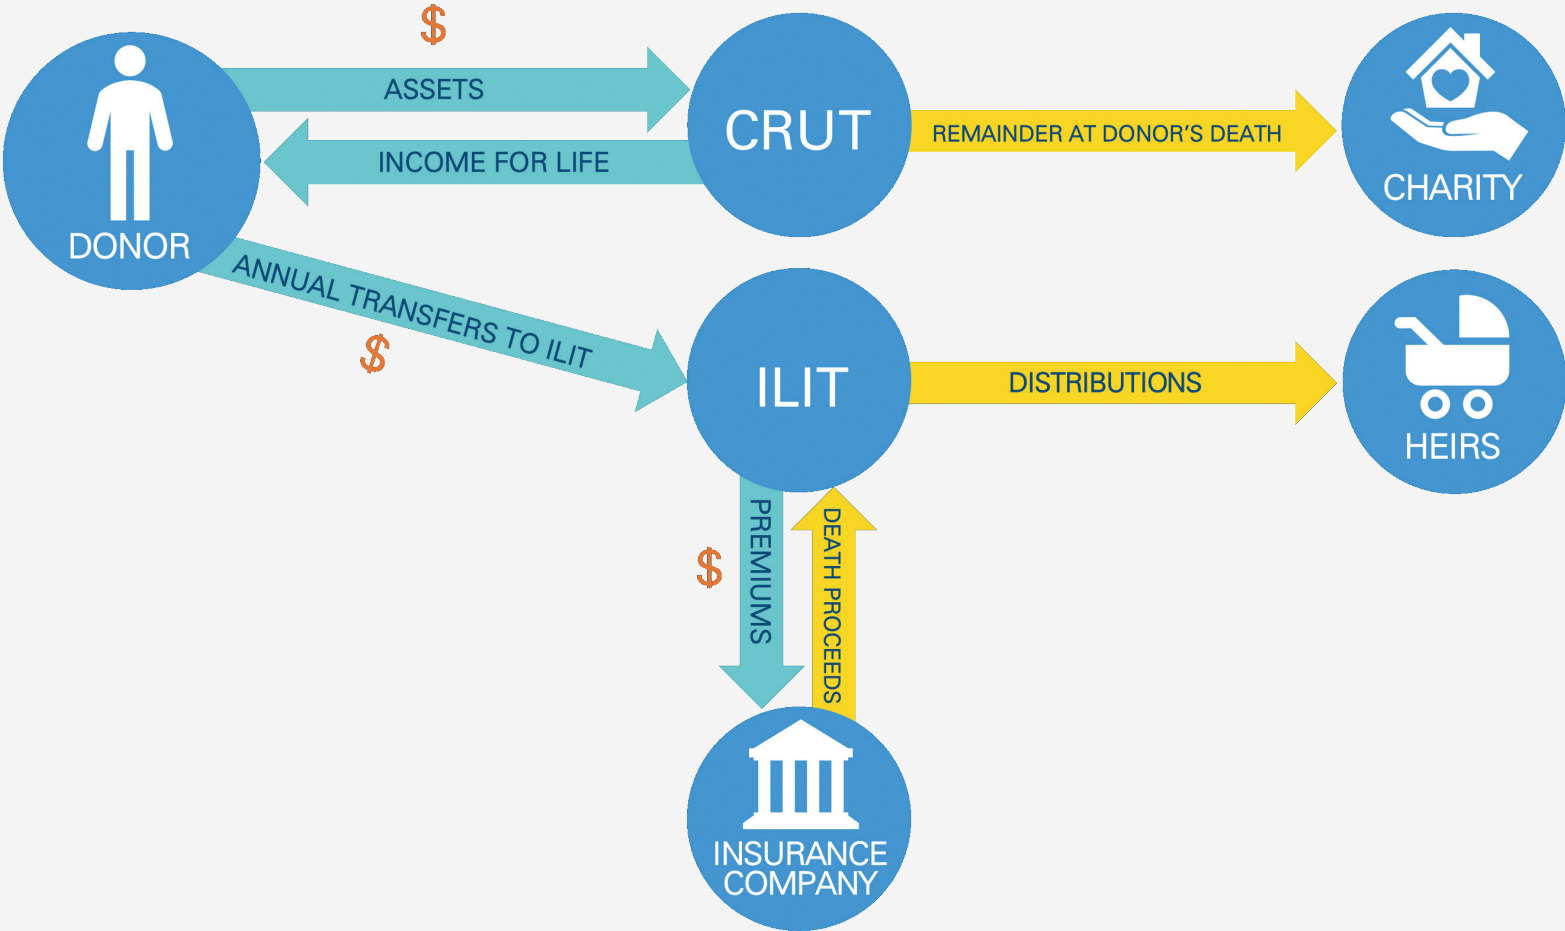 $
ASSETS
CRUT
REMAINDER AT DONOR'S DEATH
CHARITY
INCOME FOR LIFE
DONOR
ANNUAL TRANSFERS TO ILIT
$
ILIT
DISTRIBUTIONS
HEIRS
PREMIUMS
$
DEATH PROCEEDS
INSURANCE
COMPANY